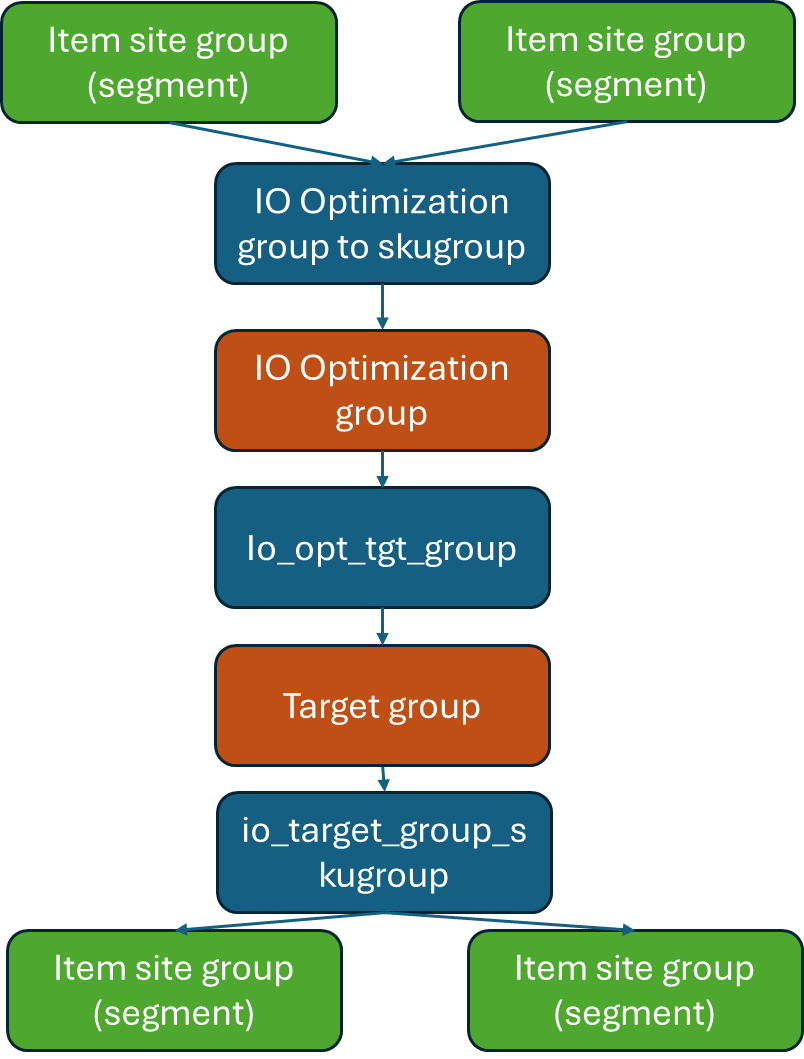 Item site group
(segment)
Item site group
(segment)
IO Optimization
group to skugroup
IO Optimization
group
Io_opt_tgt_group
Target group
io_target_group_s
kugroup
Item site group
(segment)
Item site group
(segment)